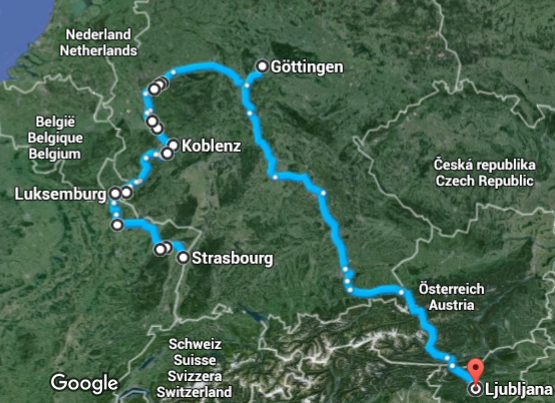 Nederland
Netherlands
Göttingen
België
Belgique
Belgium
Koblenz
Česká republika
Czech Republic
Luksemburg
Strasbourg
Österreich
Austria
Schweiz
Suisse
Svizzera
Switzerland
Google
Ljubljana